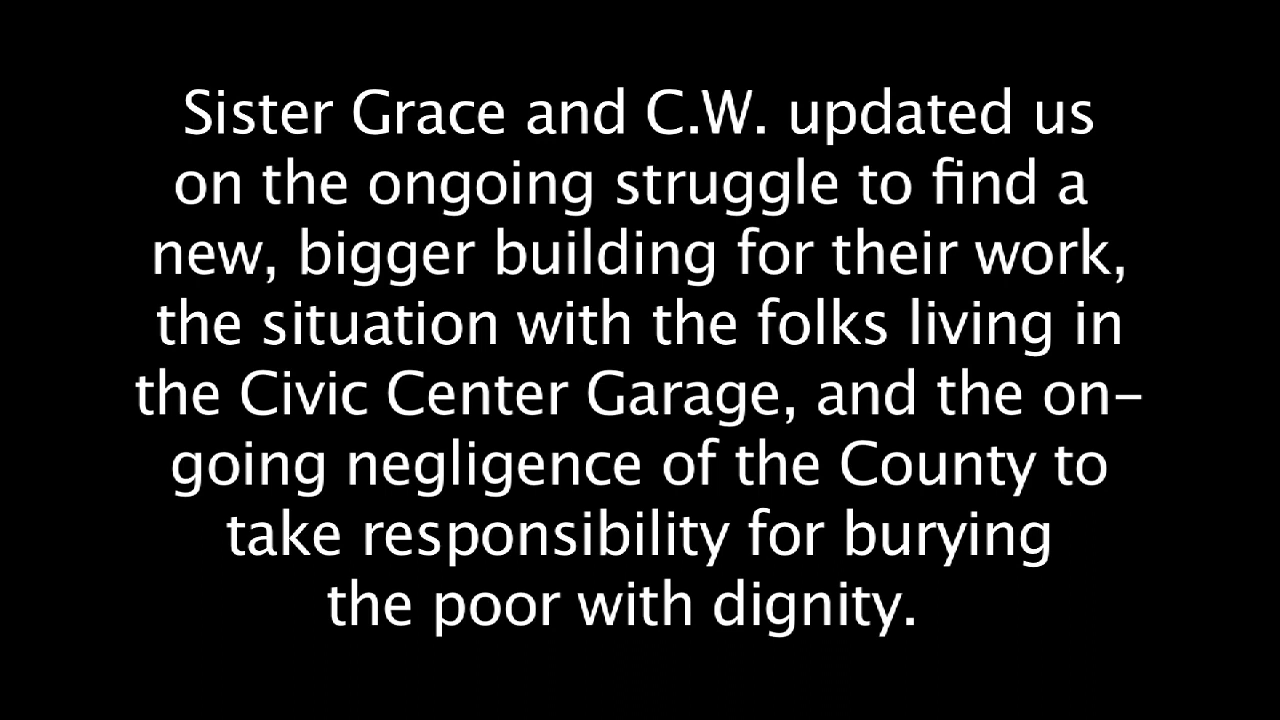 Sister Grace and C.W. updated us
on the ongoing struggle to find a
new, bigger building for their work,
the situation with the folks living in
the Civic Center Garage, and the on-
going negligence of the County to
take responsibility for burying
the poor with dignity.